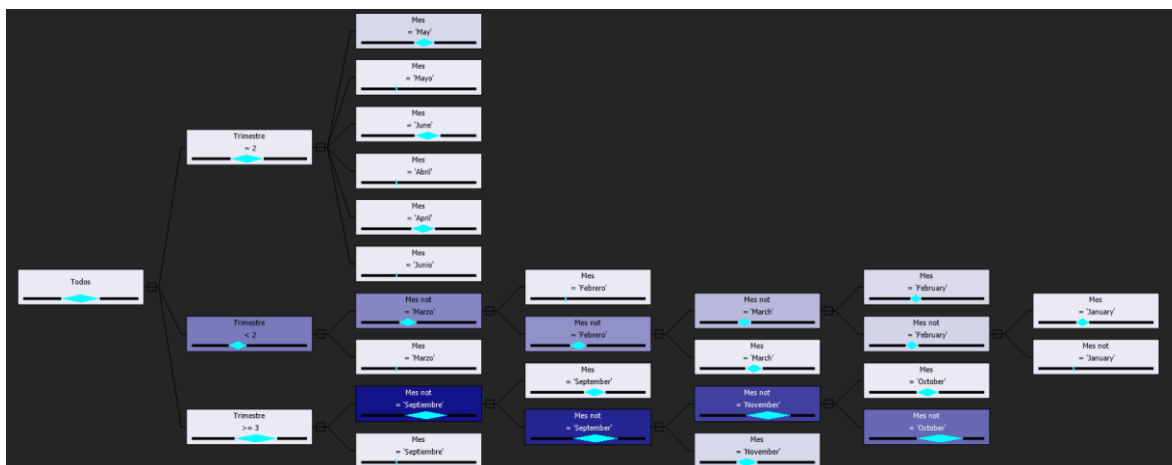 Mes
= 'May'
Mes
= 'Mayo'
Mes
= 'June'
Trimestre
= 2
Mes
= 'Abril'
Mes
= 'April'
Mes
= 'Junio'
Todos
Mes not
= 'Marzo'
Mes
= 'Febrero'
Mes not
= 'March'
Mes
= 'February'
Mes
= 'January'
Trimestre
< 2
Mes not
= 'Febrero'
Mes not
= 'February'
Mes
= 'Marzo'
Mes
= 'March'
Mes not
= 'January'
Trimestre
>= 3
Mes not
= 'Septiembre'
Mes
= 'September'
Mes not
= 'November'
Mes
= 'October'
Mes not
= 'September'
Mes not
= 'October'
Mes
= 'Septiembre'
Mes
= 'November'